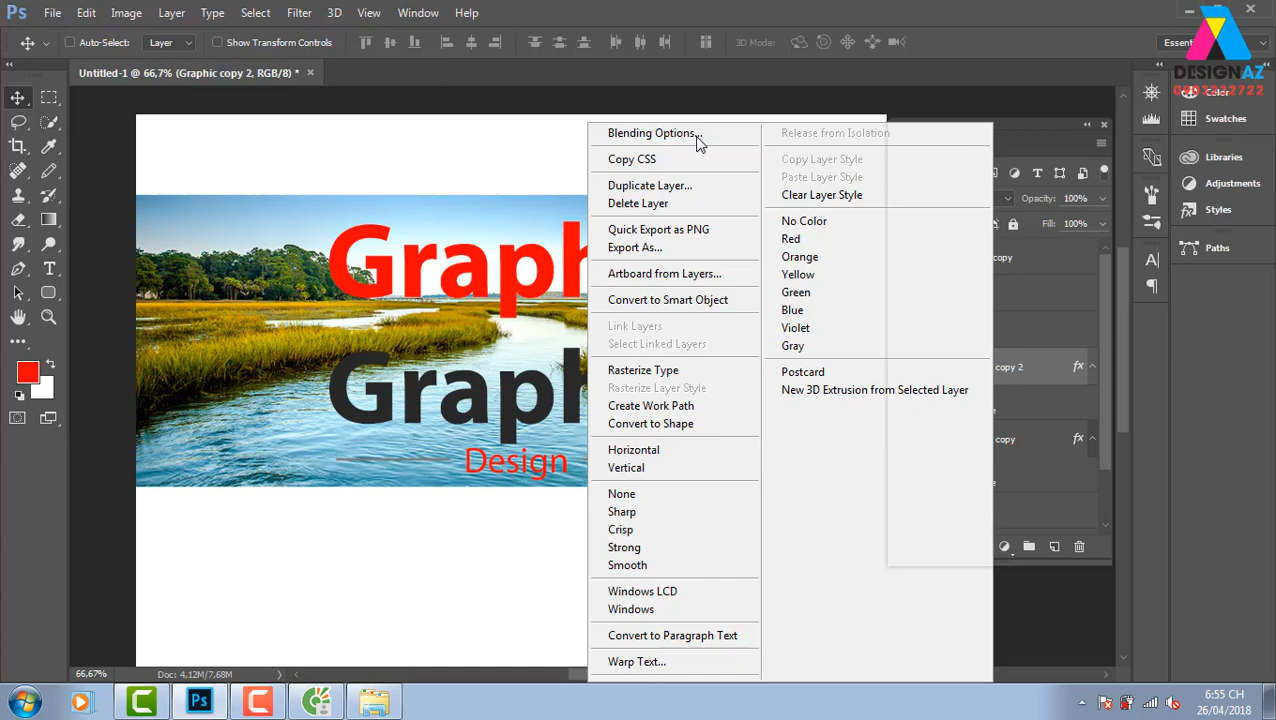 Ps File Edit Image Layer Type Select Filter 3D View Window Help
Auto-Select: Layer Show Transform Controls 3D Mode: Essent
DESIGNAZ
Untitled-1 @ 66,7% (Graphic copy 2, RGB/8) *
Color
Swatches
Libraries
Adjustments
Styles
Paths
Opacity: 100%
Fill: 100%
copy
copy 2
fx
copy
fx
Graph
Graph
Design
Blending Options...
Copy CSS
Duplicate Layer...
Delete Layer
Quick Export as PNG
Export As...
Artboard from Layers...
Convert to Smart Object
Link Layers
Select Linked Layers
Rasterize Type
Rasterize Layer Style
Create Work Path
Convert to Shape
Horizontal
Vertical
None
Sharp
Crisp
Strong
Smooth
Windows LCD
Windows
Convert to Paragraph Text
Warp Text...
Release from Isolation
Copy Layer Style
Paste Layer Style
Clear Layer Style
No Color
Red
Orange
Yellow
Green
Blue
Violet
Gray
Postcard
New 3D Extrusion from Selected Layer
66,67% Doc: 4,12M/7,68M
Ps
6:55 CH
26/04/2018